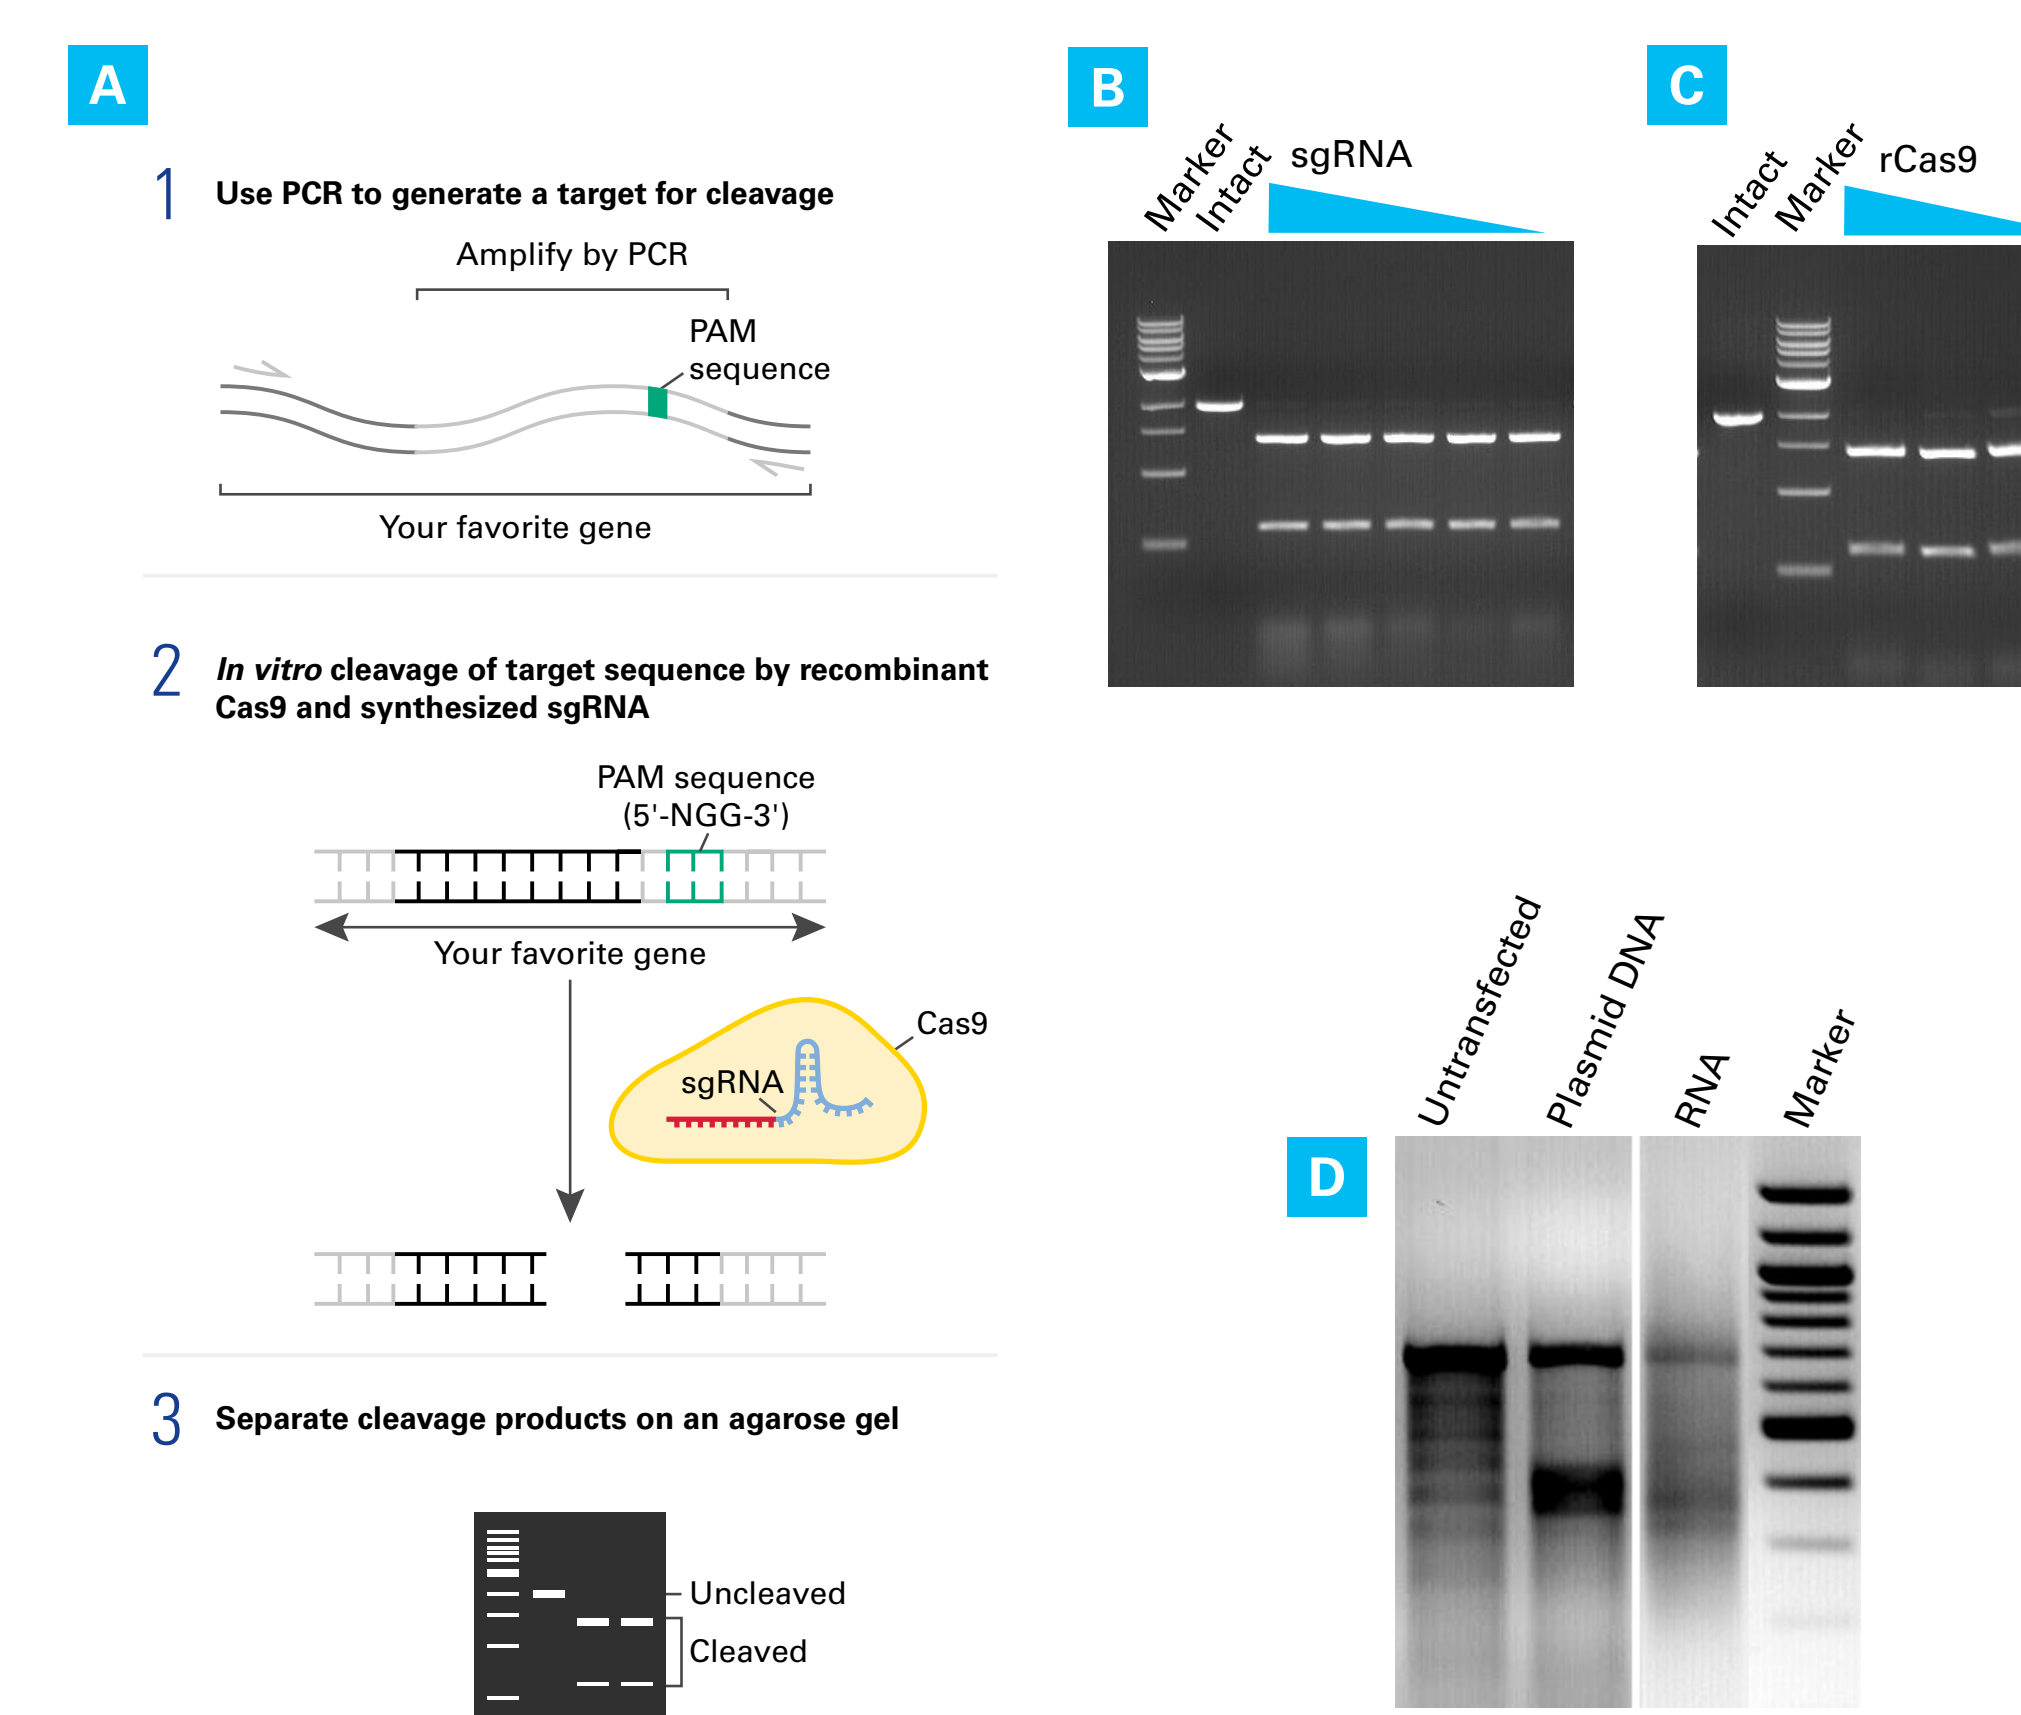 A
1
Use PCR to generate a target for cleavage
Amplify by PCR
PAM
sequence
Your favorite gene
2
In vitro cleavage of target sequence by recombinant
Cas9 and synthesized sgRNA
PAM sequence
(5'-NGG-3')
Your favorite gene
Cas9
sgRNA
3
Separate cleavage products on an agarose gel
Uncleaved
Cleaved
B
Marker
Intact
sgRNA
C
Intact
Marker
rCas9
D
Untransfected
Plasmid DNA
RNA
Marker